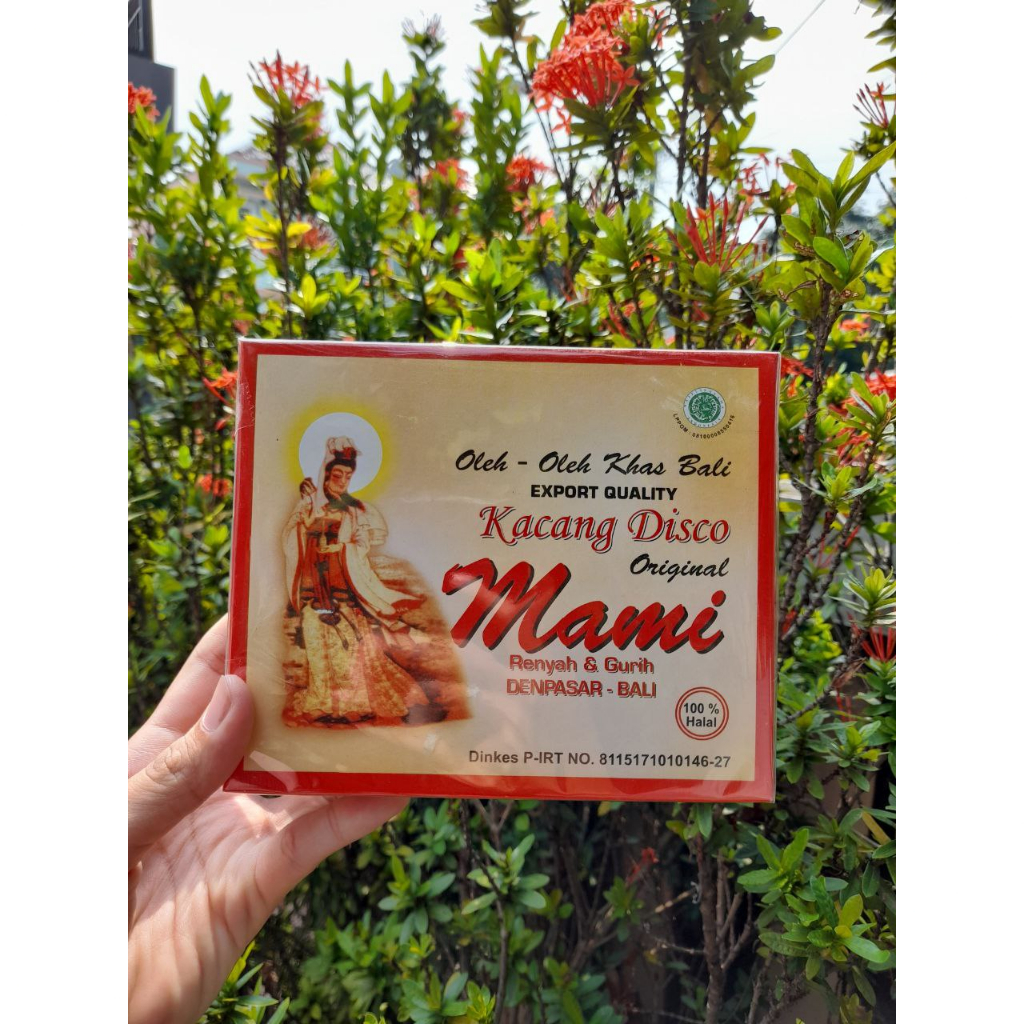 Oleh - Oleh Khas Bali
EXPORT QUALITY
Kacang Disco
Original
Mami
Renyah & Gurih
DENPASAR - BALI
100 %
Halal
Dinkes P-IRT NO. 8115171010146-27